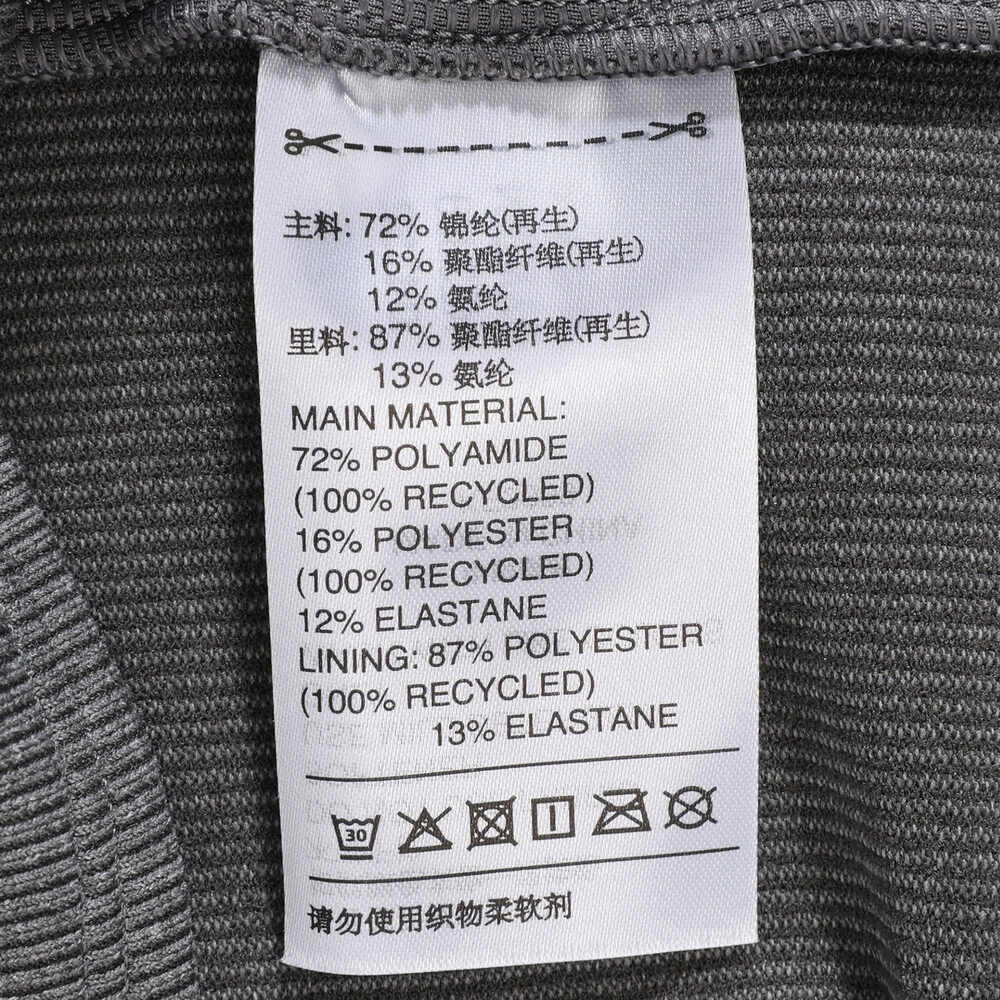 主料: 72% 锦纶(再生)
16% 聚酯纤维(再生)
12% 氨纶
里料: 87% 聚酯纤维(再生)
13% 氨纶
MAIN MATERIAL:
72% POLYAMIDE
(100% RECYCLED)
16% POLYESTER
(100% RECYCLED)
12% ELASTANE
LINING: 87% POLYESTER
(100% RECYCLED)
13% ELASTANE
30
请勿使用织物柔软剂